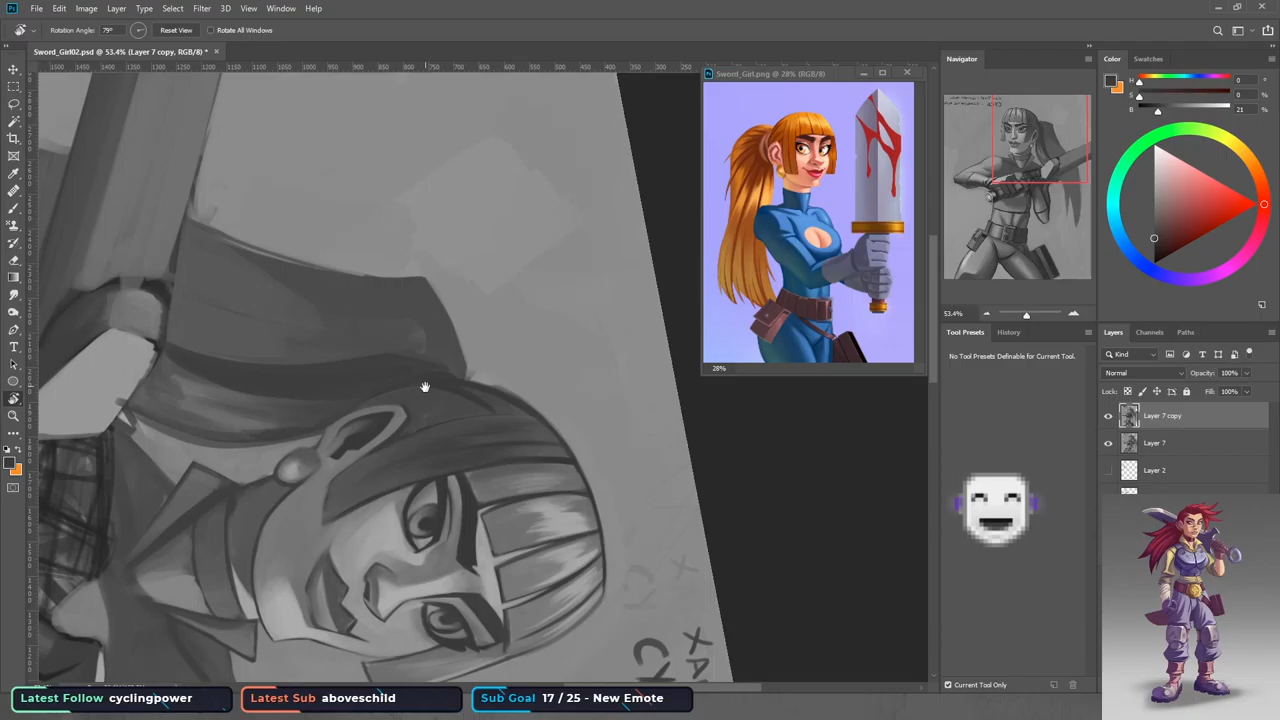 File Edit Image Layer Type Select Filter 3D View Window Help
Rotation Angle: 79° Reset View Rotate All Windows
Sword_Girl02.psd @ 53.4% (Layer 7 copy, RGB/8) *
Sword_Girl.png @ 28% (RGB/8)
28%
Navigator
53.4%
Color Swatches
H 0 °
S 0 %
B 21 %
Tool Presets History
No Tool Presets Definable for Current Tool.
Current Tool Only
Layers Channels Paths
Kind
Normal Opacity: 100%
Lock: Fill: 100%
Layer 7 copy
Layer 7
Layer 2
Latest Follow cyclingpower
Latest Sub aboveschild
Sub Goal 17 / 25 - New Emote